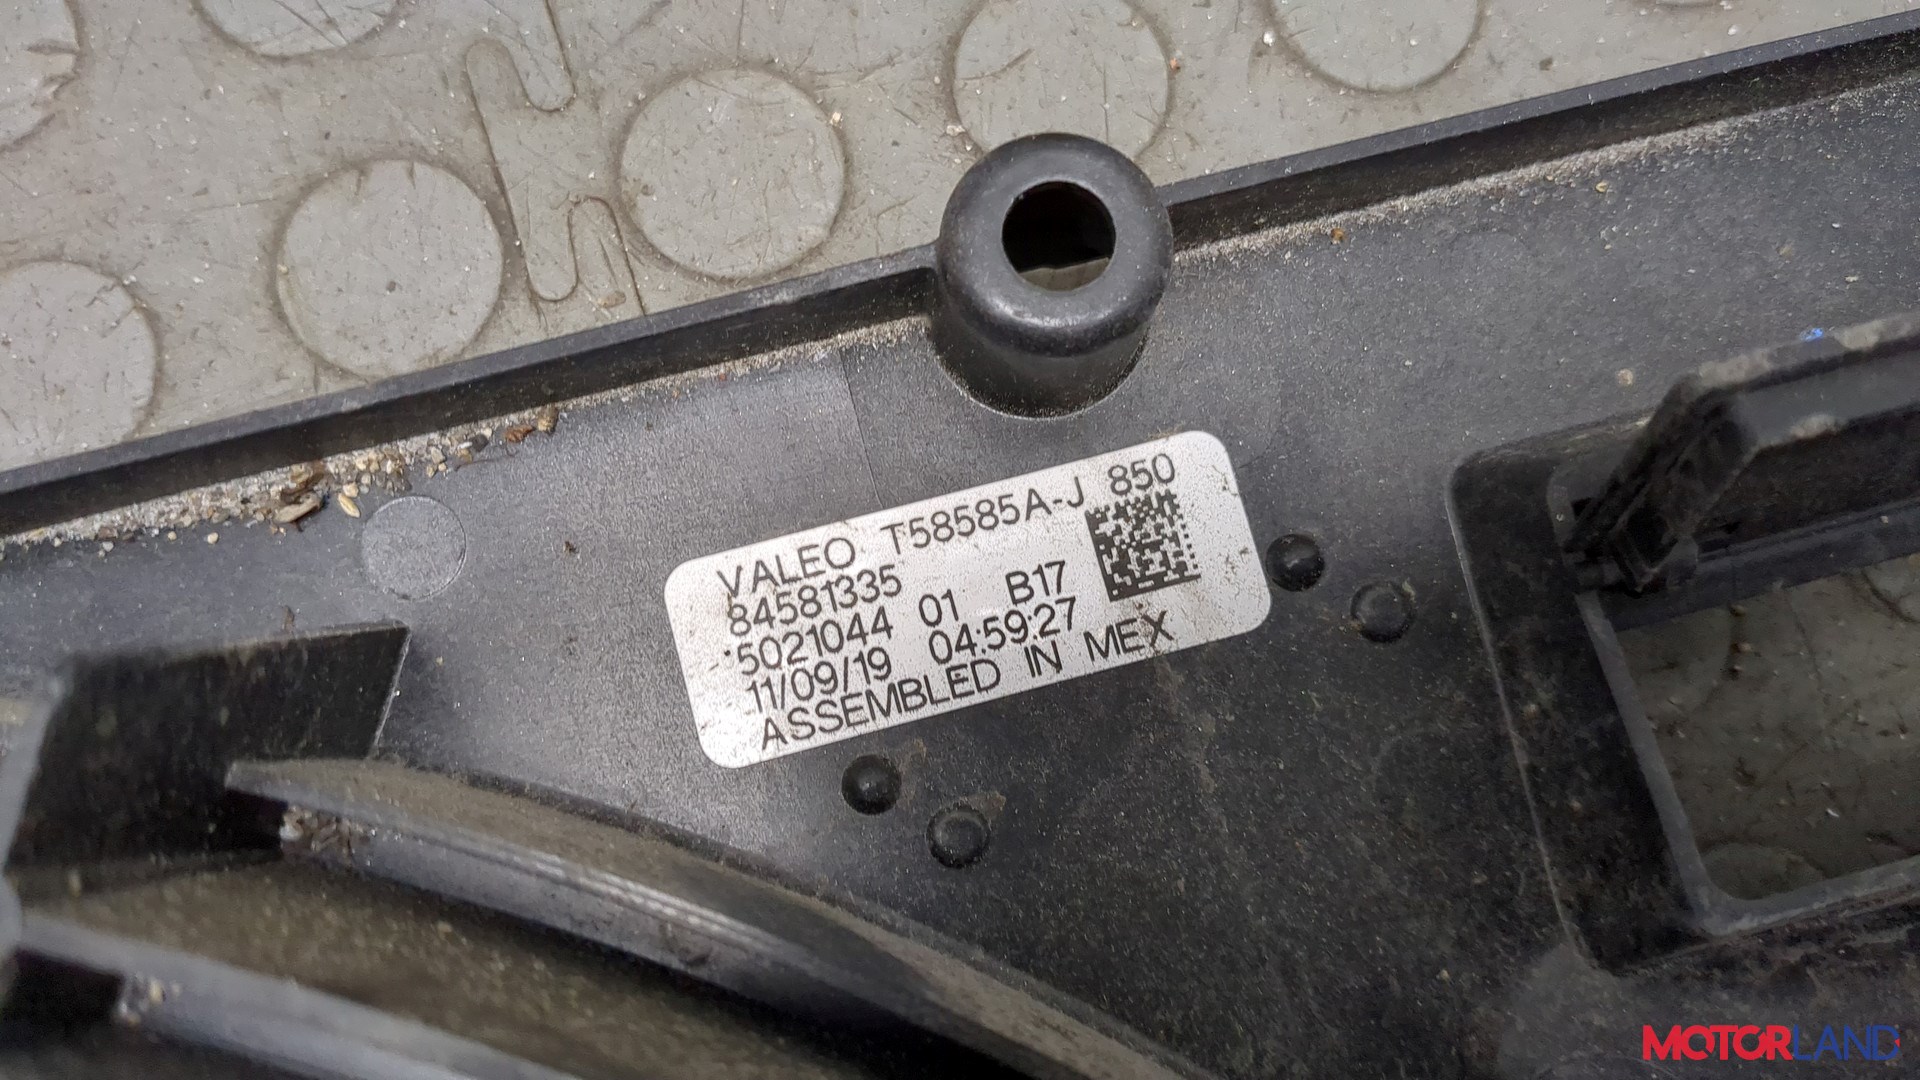 VALEO T58585A-J 850
84581335
5021044 01 B17
11/09/19 04:59:27
ASSEMBLED IN MEX
MOTORLAND